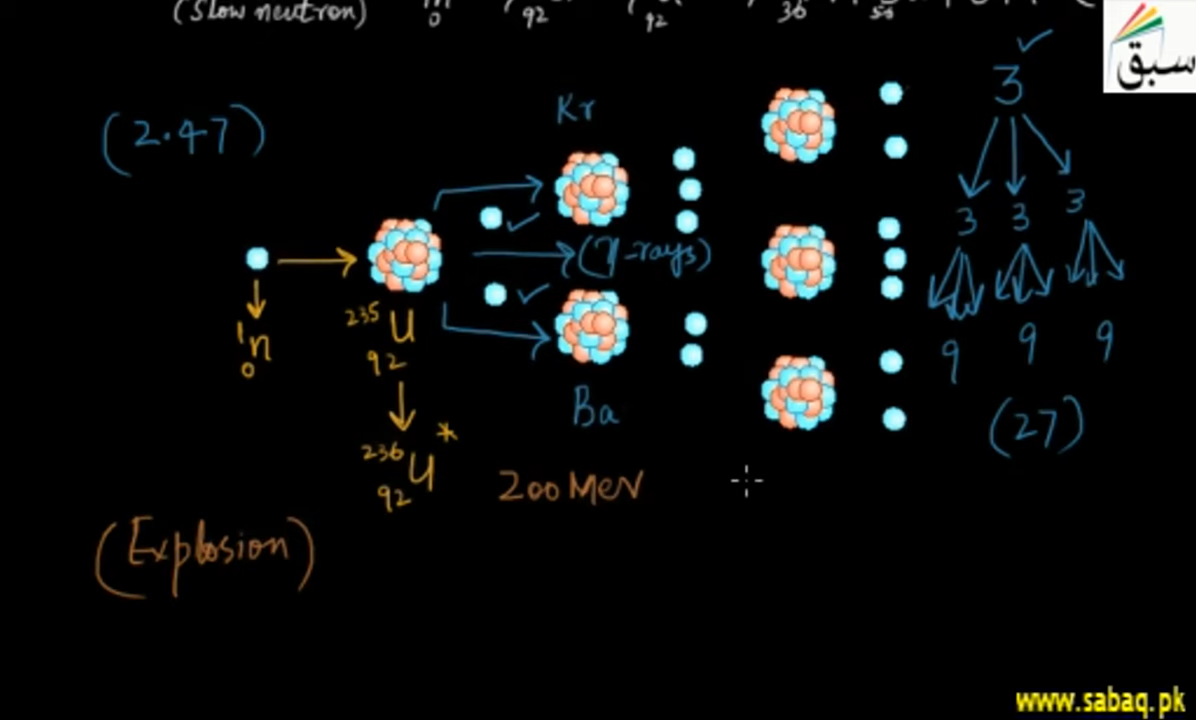 (Slow neutron)
سبق
3
Kr
(2.47)
3 3 3
(γ-rays)
¹₀n
²³⁵₉₂U
9 9 9
Ba
(27)
²³⁶₉₂U*
200 MeV
(Explosion)
www.sabaq.pk